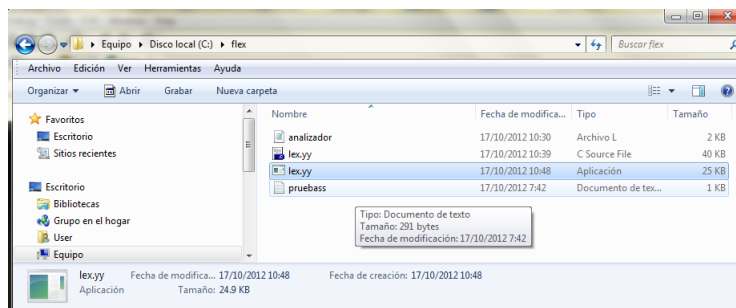 Equipo ▸ Disco local (C:) ▸ flex
Buscar flex
Archivo Edición Ver Herramientas Ayuda
Organizar Abrir Grabar Nueva carpeta
Favoritos
Escritorio
Sitios recientes
Escritorio
Bibliotecas
Grupo en el hogar
User
Equipo
Nombre Fecha de modifica... Tipo Tamaño
analizador 17/10/2012 10:30 Archivo L 2 KB
lex.yy 17/10/2012 10:39 C Source File 40 KB
lex.yy 17/10/2012 10:48 Aplicación 25 KB
pruebass 17/10/2012 7:42 Documento de tex... 1 KB
Tipo: Documento de texto
Tamaño: 291 bytes
Fecha de modificación: 17/10/2012 7:42
lex.yy Fecha de modifica... 17/10/2012 10:48 Fecha de creación: 17/10/2012 10:48
Aplicación Tamaño: 24.9 KB